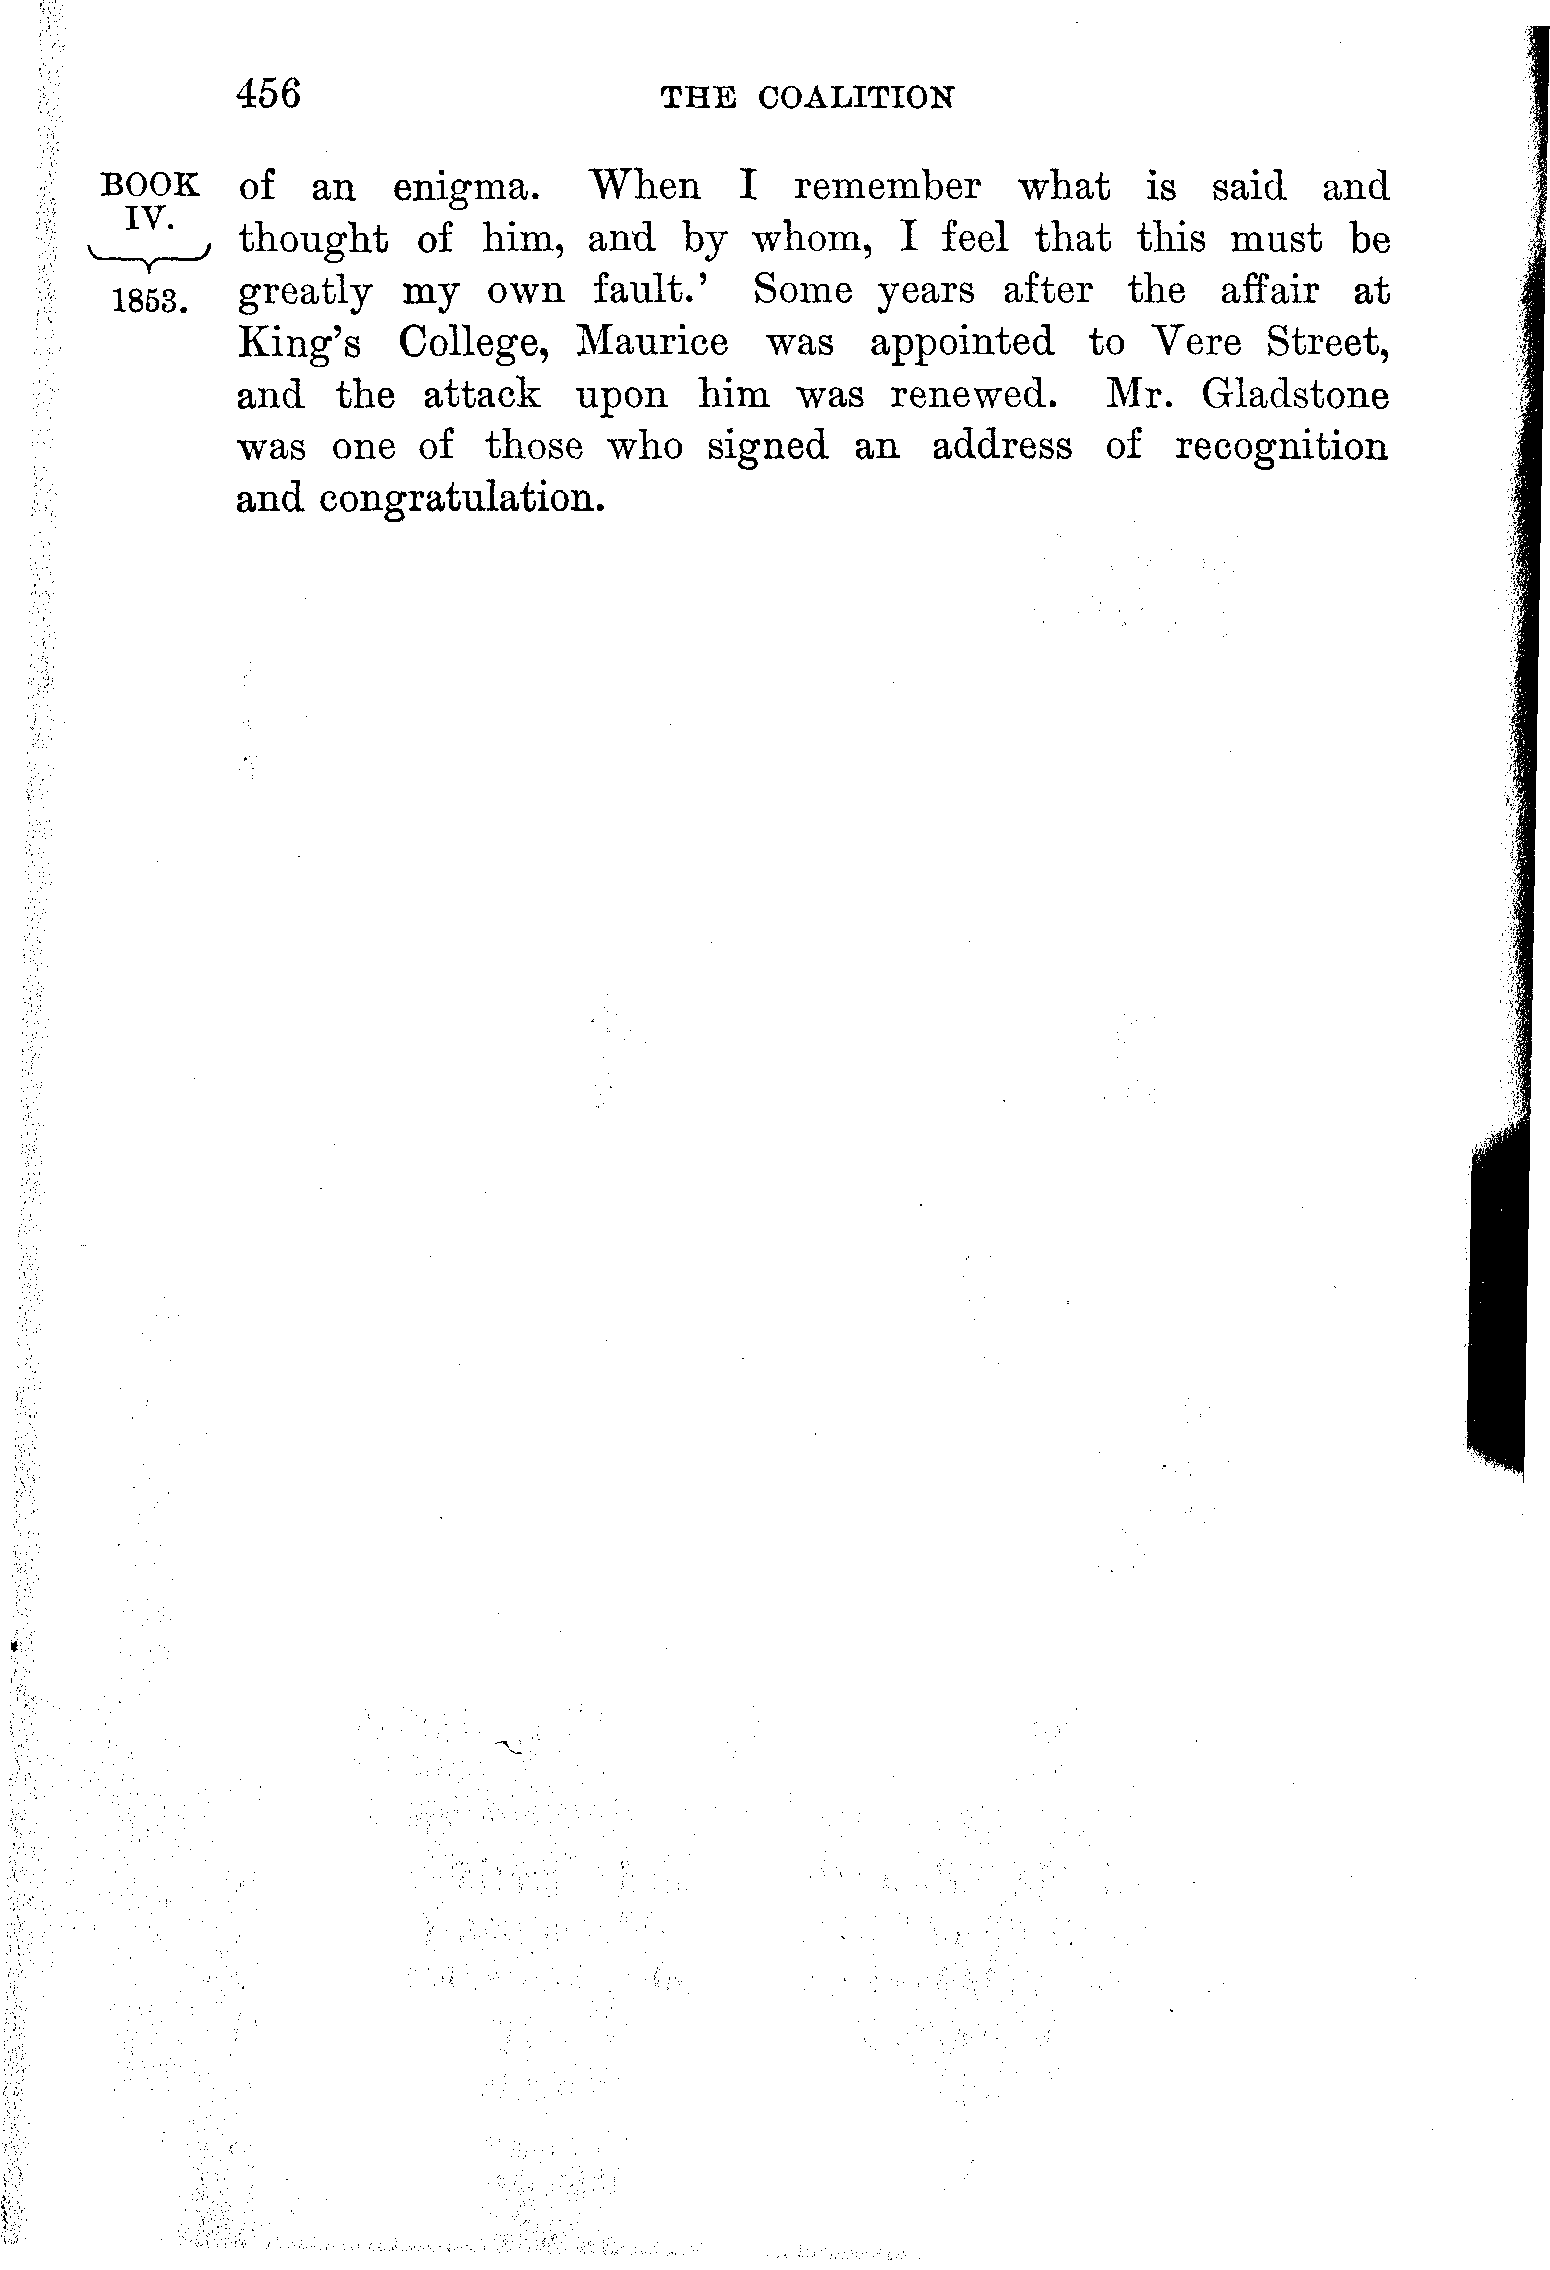 456 THE COALITION
BOOK
IV.
1853.
of an enigma. When I remember what is said and
thought of him, and by whom, I feel that this must be
greatly my own fault.’ Some years after the affair at
King’s College, Maurice was appointed to Vere Street,
and the attack upon him was renewed. Mr. Gladstone
was one of those who signed an address of recognition
and congratulation.